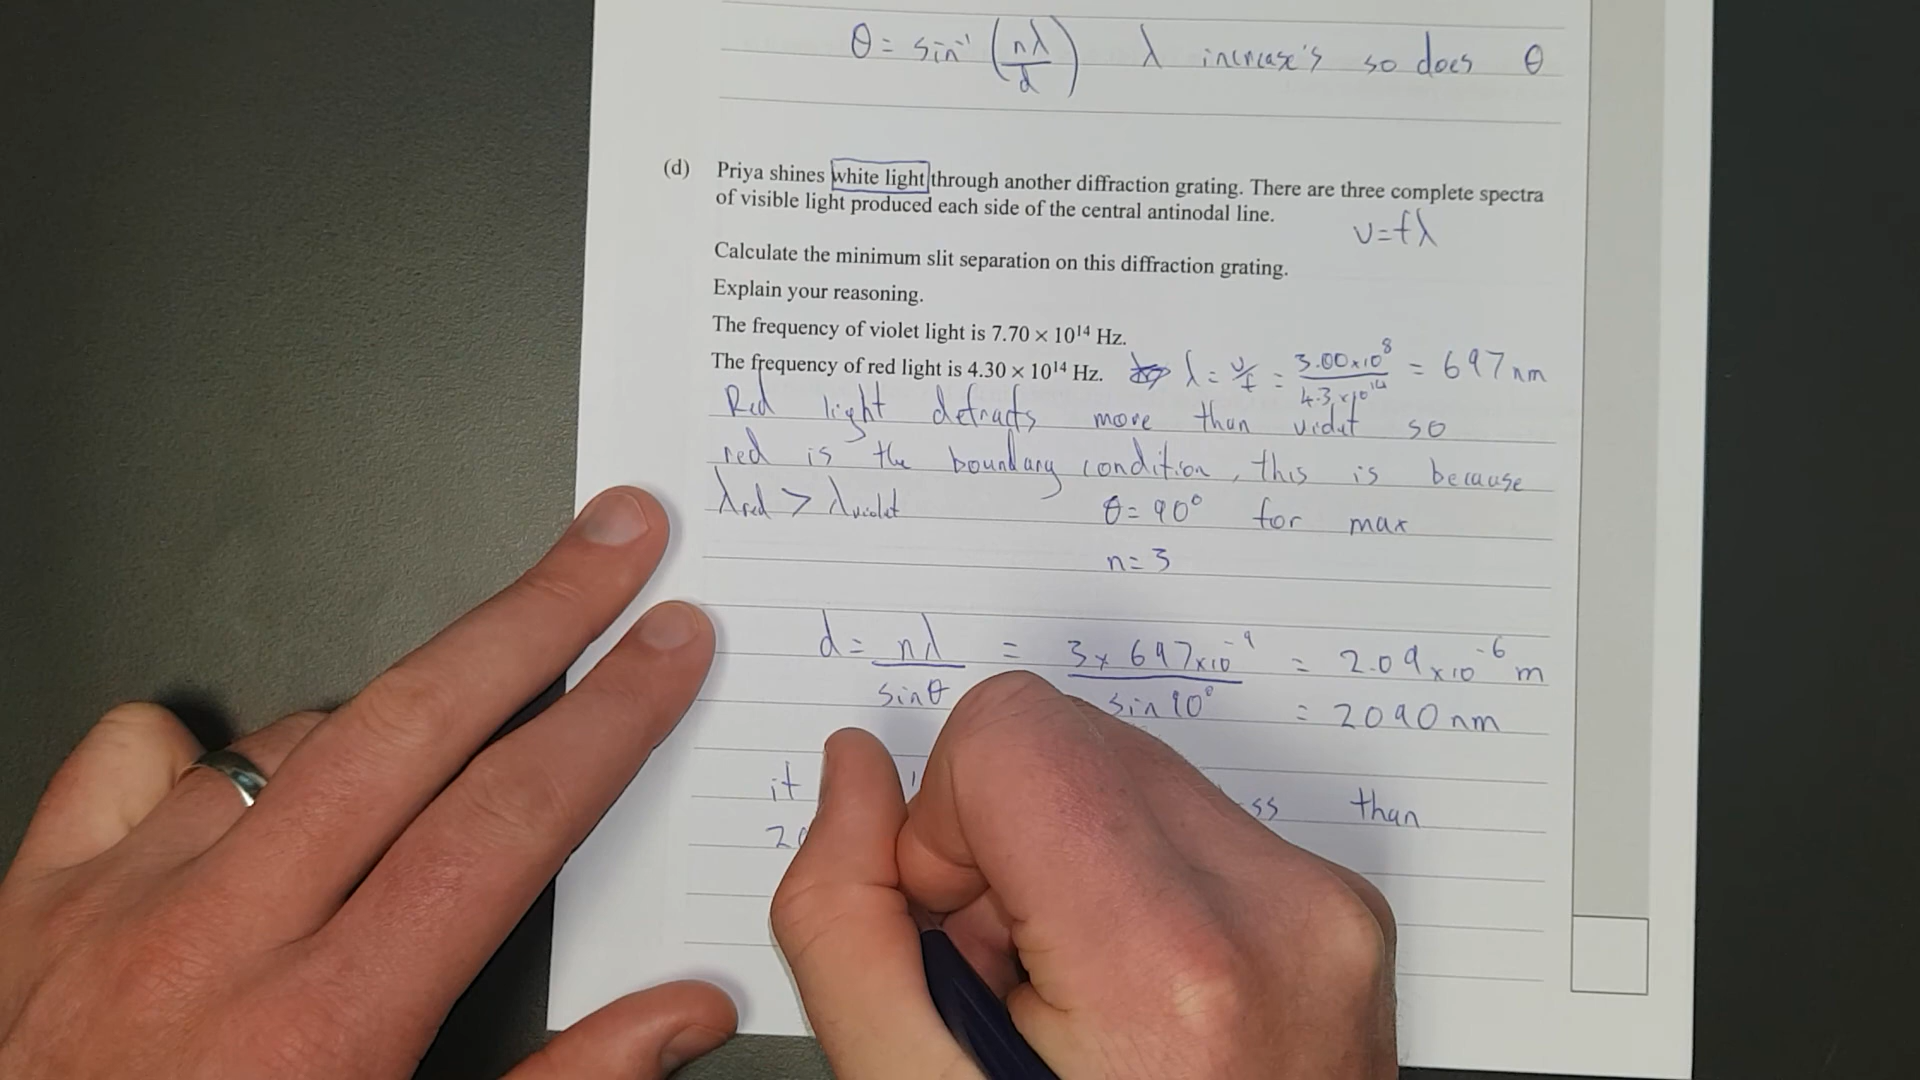 θ = sin⁻¹ (nλ/d) λ increase's so does θ
(d) Priya shines white light through another diffraction grating. There are three complete spectra
of visible light produced each side of the central antinodal line.
v=fλ
Calculate the minimum slit separation on this diffraction grating.
Explain your reasoning.
The frequency of violet light is 7.70 × 10¹⁴ Hz.
The frequency of red light is 4.30 × 10¹⁴ Hz. λ = v/f = 3.00×10⁸/4.3×10¹⁴ = 697nm
Red light defracts more than violet so
red is the boundary condition, this is because
λred > λviolet θ = 90° for max
n = 3
d = nλ/sinθ = 3 × 697×10⁻⁹/sin 90° = 2.09×10⁻⁶ m
= 2090nm
it than